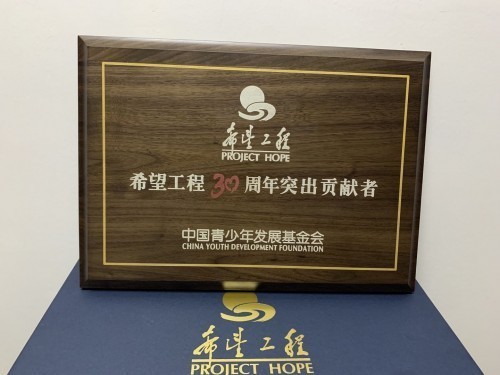 希望工程
PROJECT HOPE
希望工程30周年突出贡献者
中国青少年发展基金会
CHINA YOUTH DEVELOPMENT FOUNDATION
希望工程
PROJECT HOPE